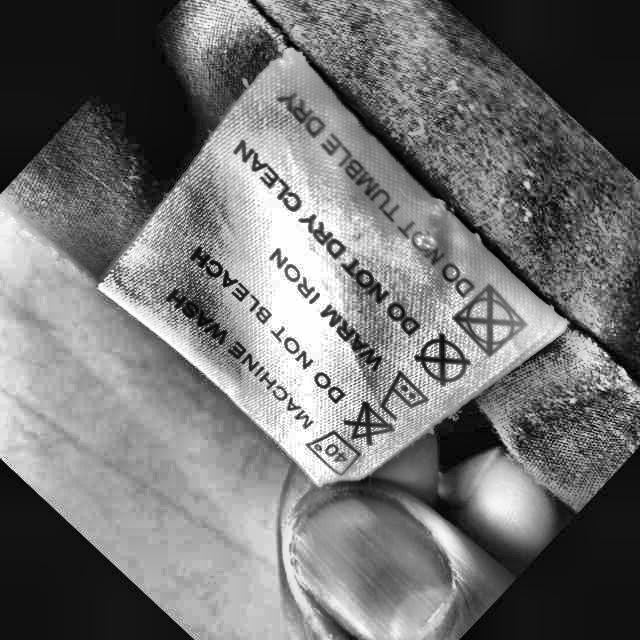 40° MACHINE WASH
DO NOT BLEACH
WARM IRON
DO NOT DRY CLEAN
DO NOT TUMBLE DRY